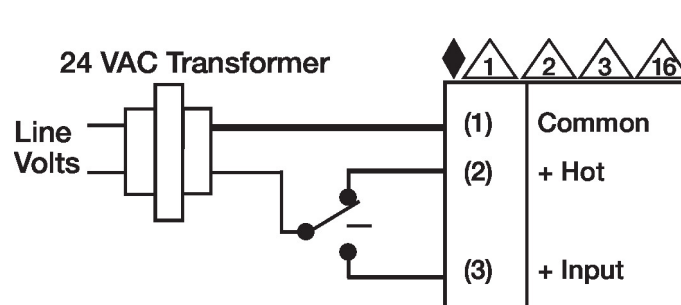 24 VAC Transformer
1 2 3 16
Line
Volts
(1) Common
(2) + Hot
(3) + Input